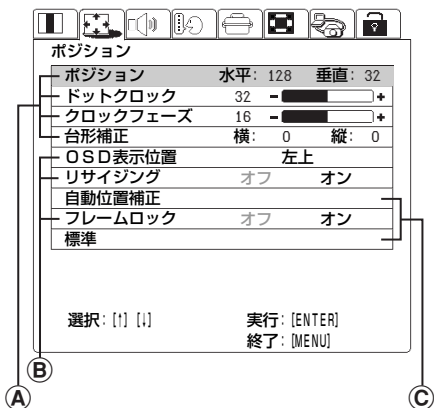 ポジション
ポジション 水平: 128 垂直: 32
ドットクロック 32 - +
クロックフェーズ 16 - +
台形補正 横: 0 縦: 0
OSD表示位置 左上
リサイジング オフ オン
自動位置補正
フレームロック オフ オン
標準
選択: [↑] [↓] 実行: [ENTER]
終了: [MENU]
B
A C